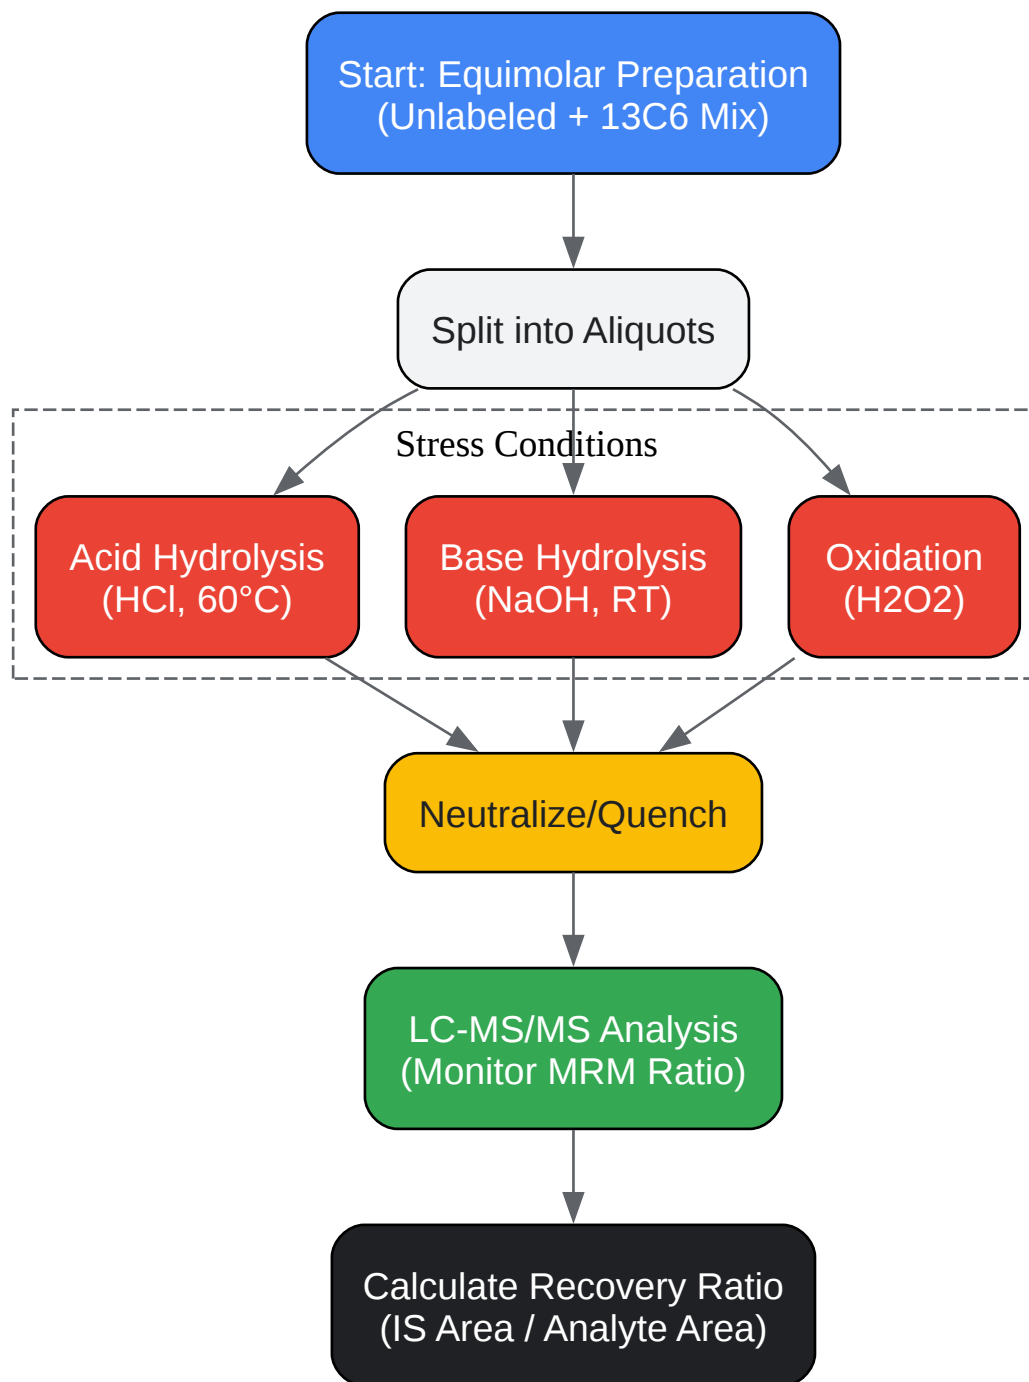 Start: Equimolar Preparation
(Unlabeled + 13C6 Mix)
Split into Aliquots
Stress Conditions
Acid Hydrolysis
(HCl, 60°C)
Base Hydrolysis
(NaOH, RT)
Oxidation
(H2O2)
Neutralize/Quench
LC-MS/MS Analysis
(Monitor MRM Ratio)
Calculate Recovery Ratio
(IS Area / Analyte Area)